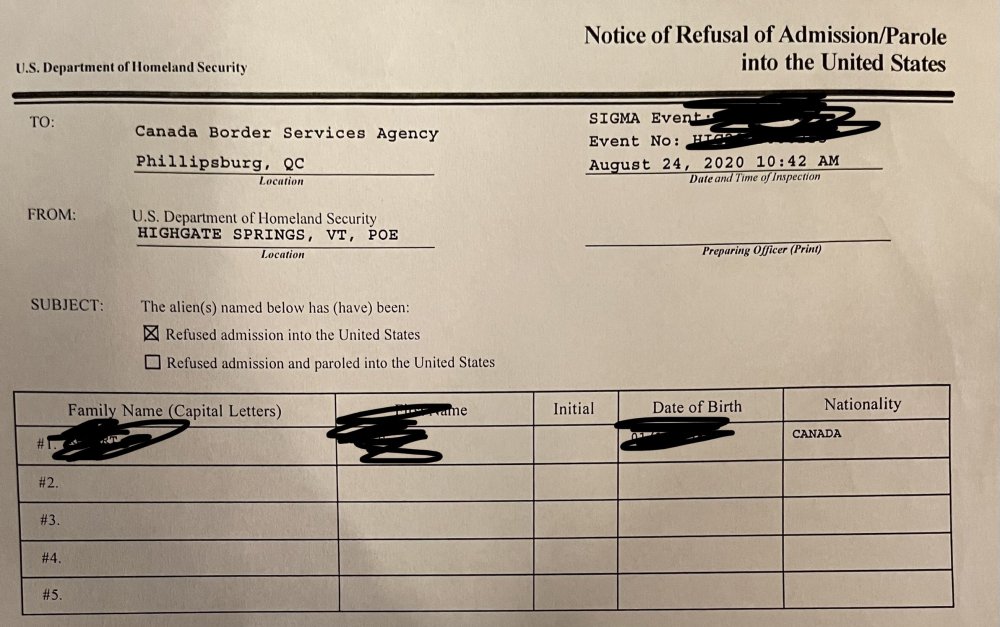 Notice of Refusal of Admission/Parole
into the United States
U.S. Department of Homeland Security
TO:
Canada Border Services Agency
Phillipsburg, QC
Location
SIGMA Event:
Event No:
August 24, 2020 10:42 AM
Date and Time of Inspection
FROM:
U.S. Department of Homeland Security
HIGHGATE SPRINGS, VT, POE
Location
Preparing Officer (Print)
SUBJECT:
The alien(s) named below has (have) been:
☒ Refused admission into the United States
☐ Refused admission and paroled into the United States
Family Name (Capital Letters) Name Initial Date of Birth Nationality
#1. CANADA
#2.
#3.
#4.
#5.